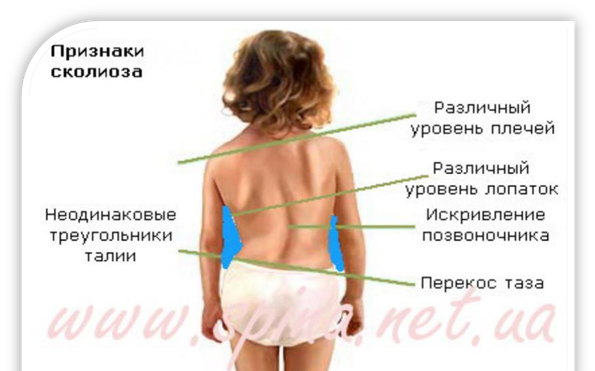 Признаки
сколиоза
Различный
уровень плечей
Различный
уровень лопаток
Неодинаковые
треугольники
талии
Искривление
позвоночника
Перекос таза
www.spina.net.ua